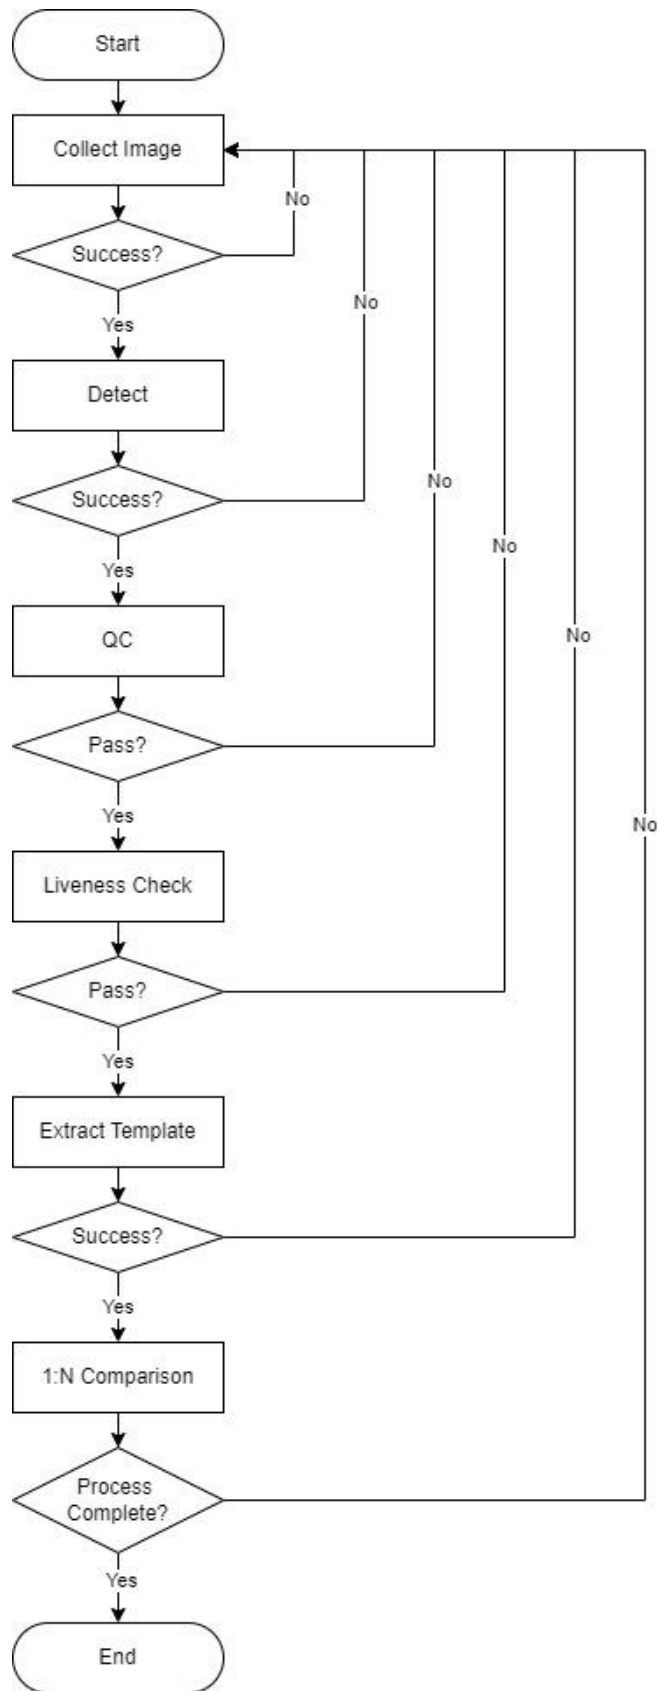 Start
Collect Image
No
Success?
No
Yes
Detect
No
Success?
No
Yes
No
QC
Pass?
Yes
No
Liveness Check
Pass?
Yes
Extract Template
Success?
Yes
1:N Comparison
Process
Complete?
Yes
End